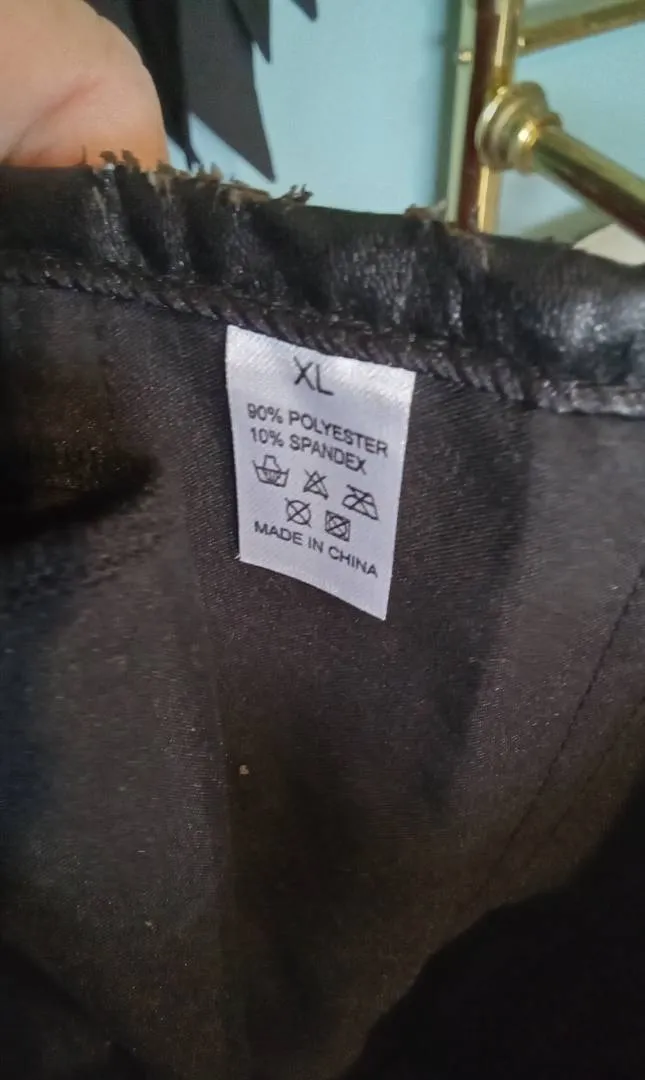 XL
90% POLYESTER
10% SPANDEX
MADE IN CHINA